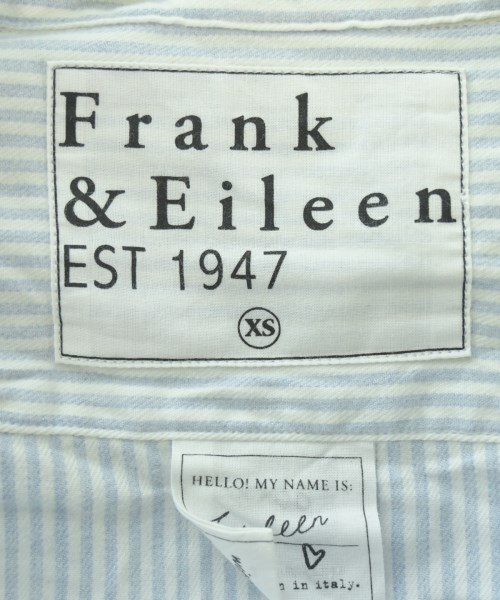 Frank
& Eileen
EST 1947
XS
HELLO! MY NAME IS:
in italy.